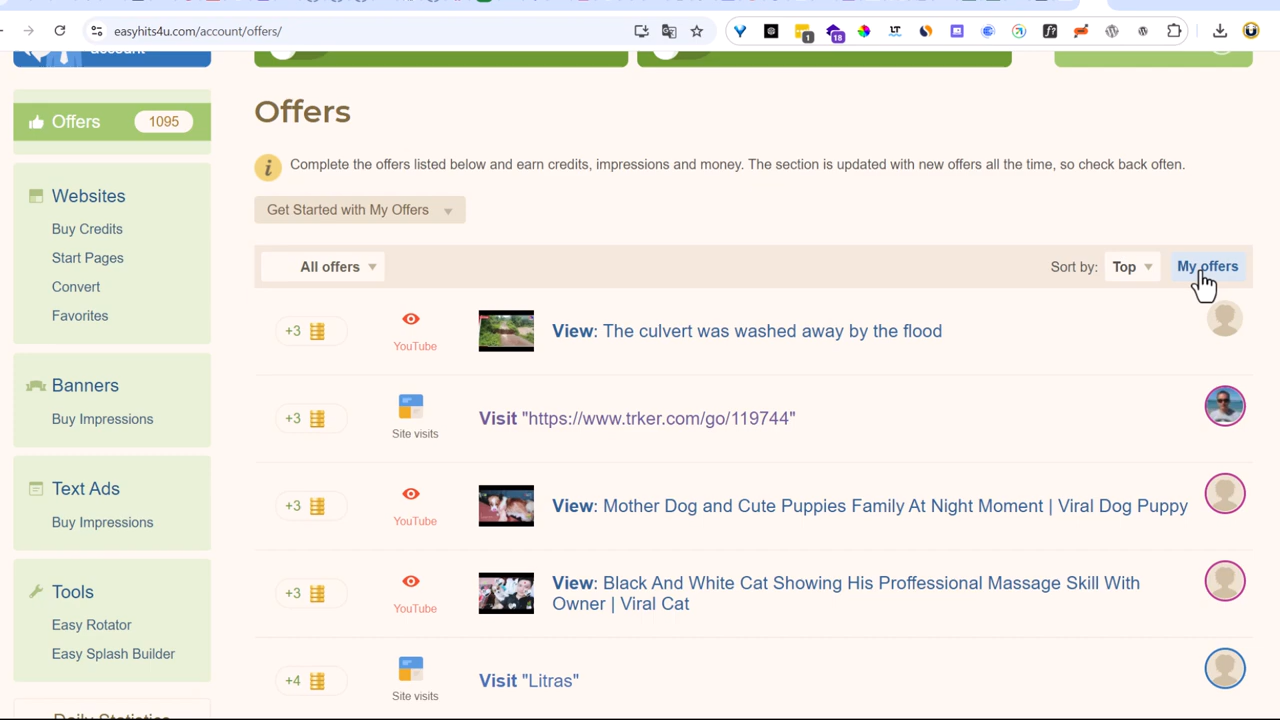 easyhits4u.com/account/offers/
1
18
account
Offers 1095
Websites
Buy Credits
Start Pages
Convert
Favorites
Banners
Buy Impressions
Text Ads
Buy Impressions
Tools
Easy Rotator
Easy Splash Builder
Daily Statistics
Offers
Complete the offers listed below and earn credits, impressions and money. The section is updated with new offers all the time, so check back often.
Get Started with My Offers
All offers
Sort by: Top
My offers
+3
YouTube
View: The culvert was washed away by the flood
+3
Site visits
Visit "https://www.trker.com/go/119744"
+3
YouTube
View: Mother Dog and Cute Puppies Family At Night Moment | Viral Dog Puppy
+3
YouTube
View: Black And White Cat Showing His Proffessional Massage Skill With
Owner | Viral Cat
+4
Site visits
Visit "Litras"